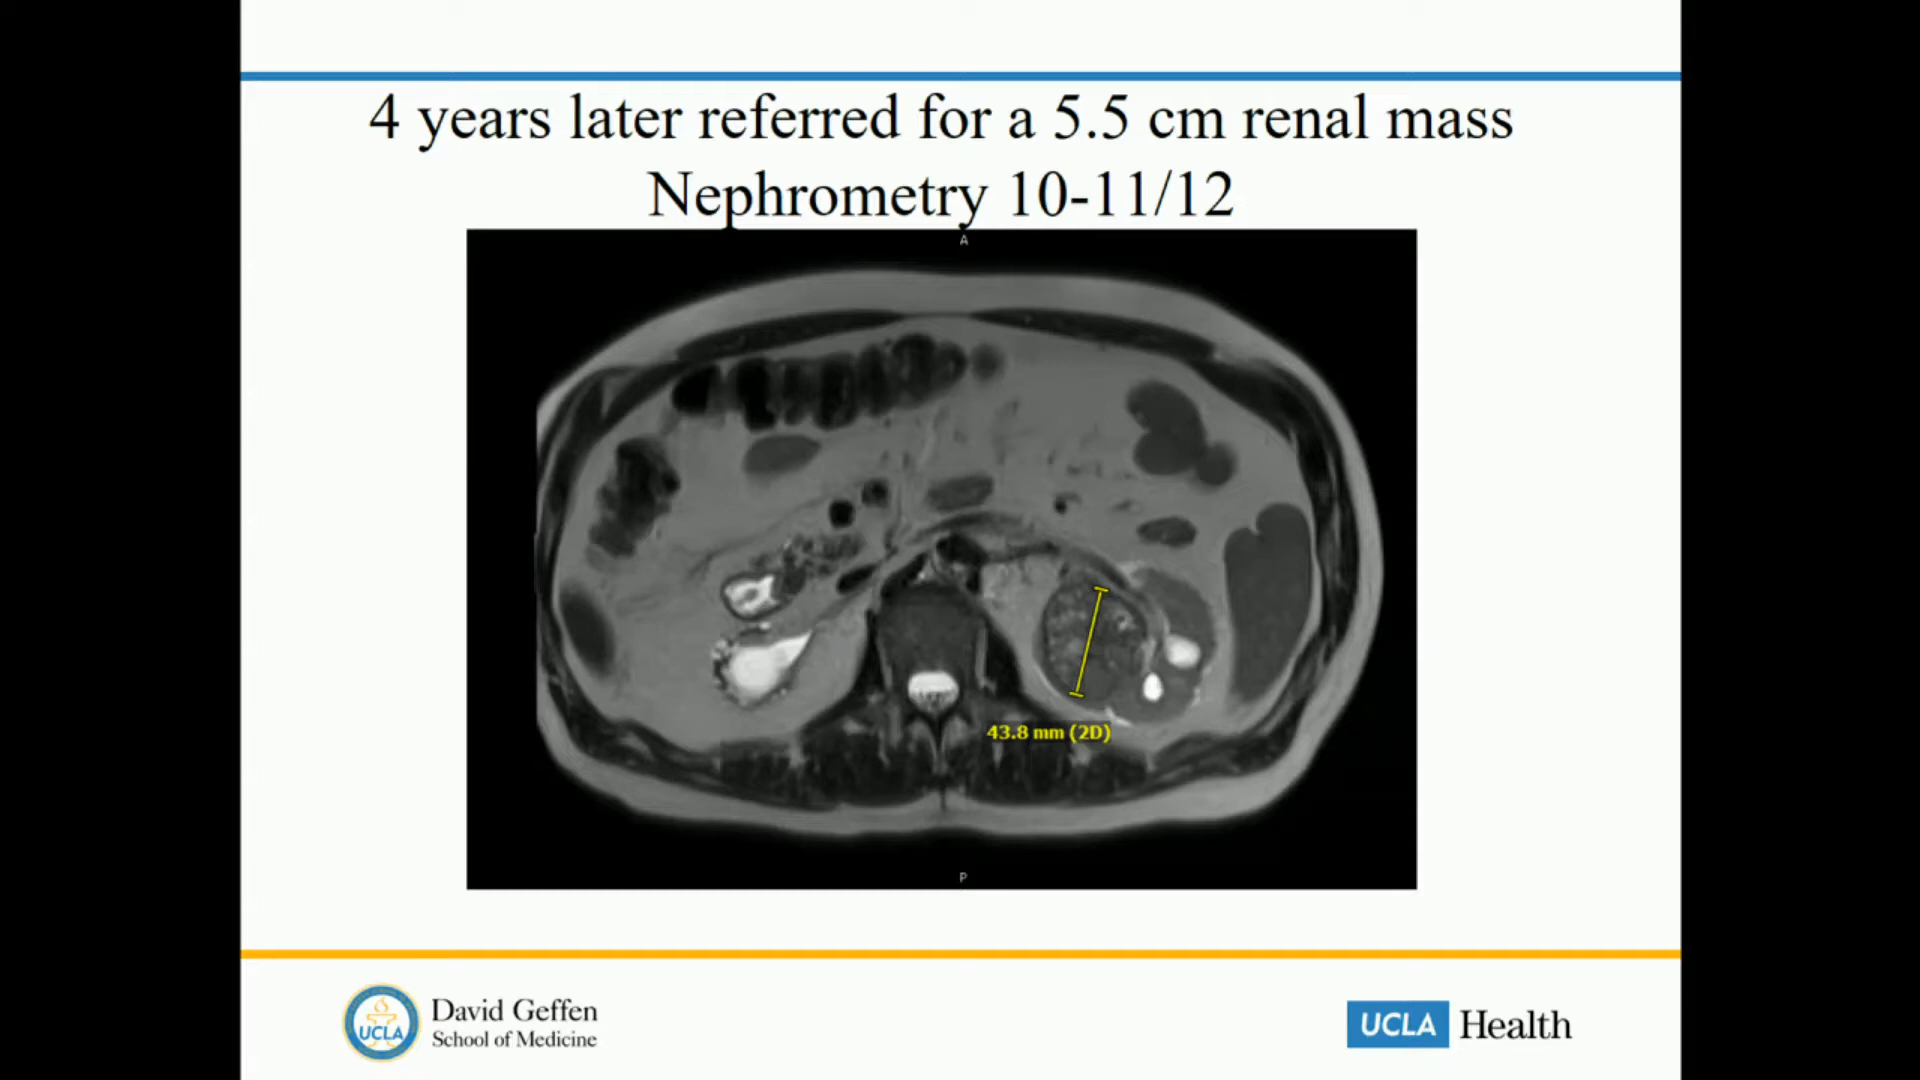 4 years later referred for a 5.5 cm renal mass
Nephrometry 10-11/12
A
43.8 mm (2D)
P
UCLA
David Geffen
School of Medicine
UCLA Health